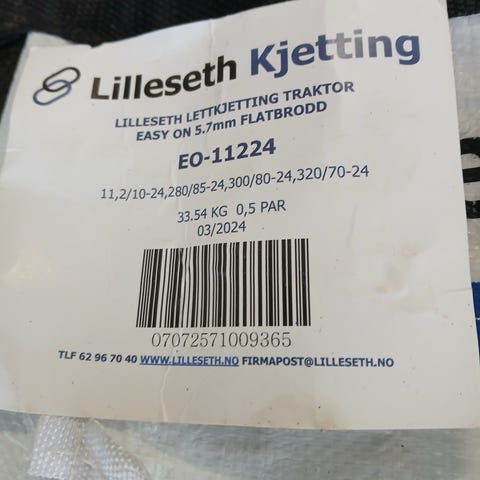 Lilleseth Kjetting
LILLESETH LETTKJETTING TRAKTOR
EASY ON 5.7mm FLATBRODD
EO-11224
11,2/10-24,280/85-24,300/80-24,320/70-24
33.54 KG 0,5 PAR
03/2024
07072571009365
TLF 62 96 70 40 WWW.LILLESETH.NO FIRMAPOST@LILLESETH.NO